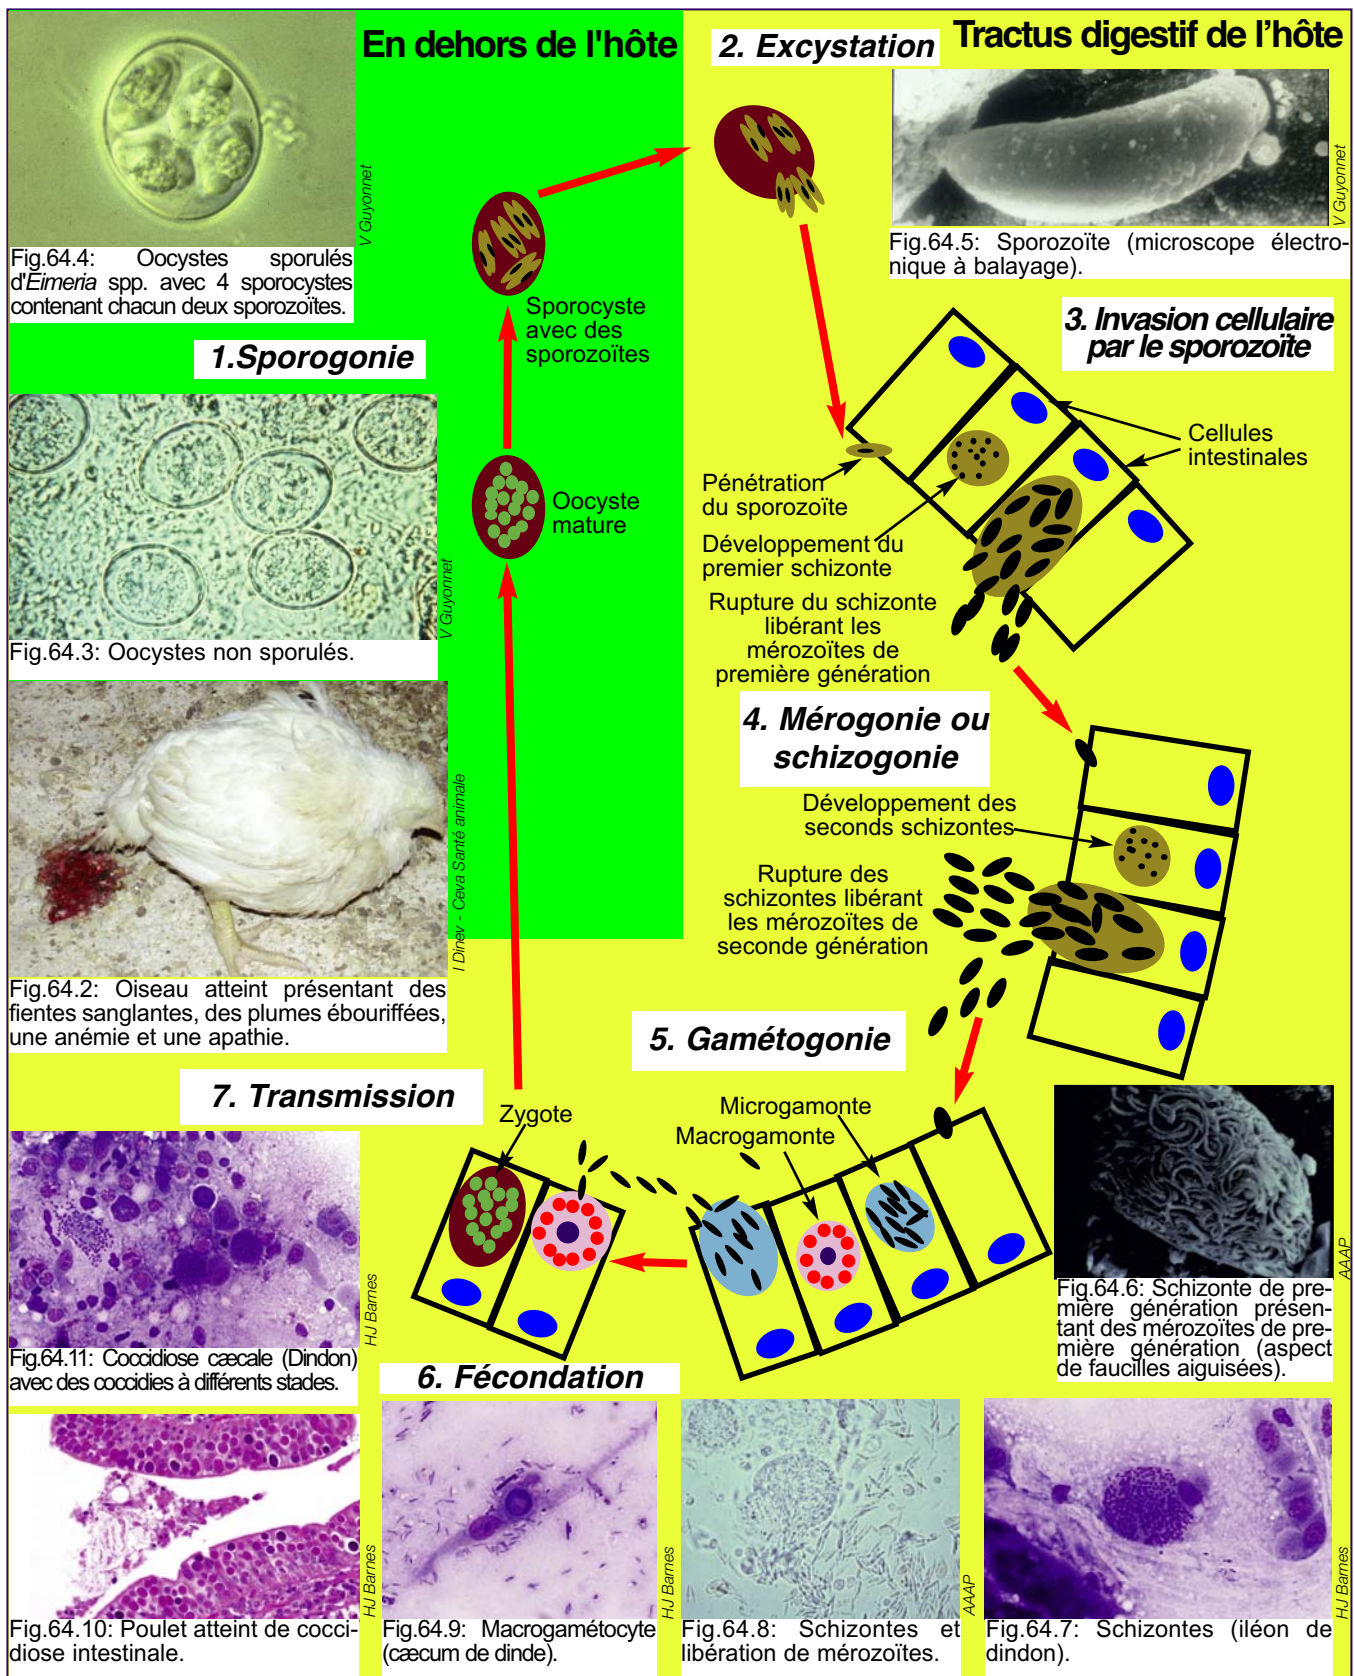 En dehors de l'hôte
2. Excystation
Tractus digestif de l'hôte
V Guyonnet
Fig.64.4: Oocystes sporulés
d'Eimeria spp. avec 4 sporocystes
contenant chacun deux sporozoïtes.
V Guyonnet
Fig.64.5: Sporozoïte (microscope électro-
nique à balayage).
Sporocyste
avec des
sporozoïtes
1.Sporogonie
3. Invasion cellulaire
par le sporozoïte
Cellules
intestinales
Pénétration
du sporozoïte
Oocyste
mature
Développement du
premier schizonte
V Guyonnet
Fig.64.3: Oocystes non sporulés.
Rupture du schizonte
libérant les
mérozoïtes de
première génération
4. Mérogonie ou
schizogonie
Développement des
seconds schizontes
Rupture des
schizontes libérant
les mérozoïtes de
seconde génération
I Dinev - Ceva Santé animale
Fig.64.2: Oiseau atteint présentant des
fientes sanglantes, des plumes ébouriffées,
une anémie et une apathie.
5. Gamétogonie
7. Transmission
Zygote
Microgamonte
Macrogamonte
HJ Barnes
Fig.64.11: Coccidiose cæcale (Dindon)
avec des coccidies à différents stades.
AAAP
Fig.64.6: Schizonte de pre-
mière génération présen-
tant des mérozoïtes de pre-
mière génération (aspect
de faucilles aiguisées).
6. Fécondation
HJ Barnes
Fig.64.10: Poulet atteint de cocci-
diose intestinale.
HJ Barnes
Fig.64.9: Macrogamétocyte
(cæcum de dinde).
AAAP
Fig.64.8: Schizontes et
libération de mérozoïtes.
HJ Barnes
Fig.64.7: Schizontes (iléon de
dindon).